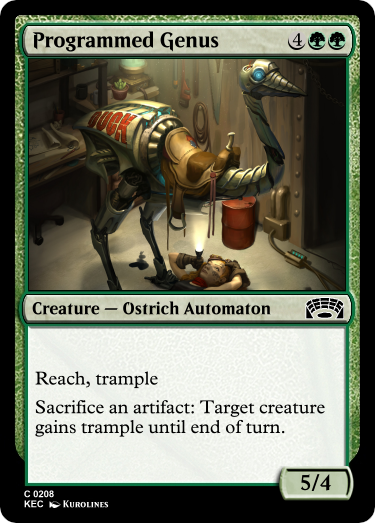 Programmed Genus 4
BUCK
Creature — Ostrich Automaton
Reach, trample
Sacrifice an artifact: Target creature
gains trample until end of turn.
5/4
C 0208
KEC Kurolines